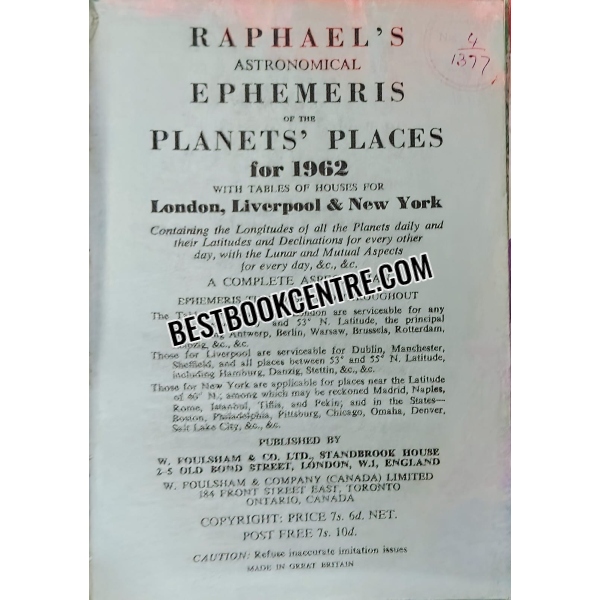 RAPHAEL'S
ASTRONOMICAL
EPHEMERIS
OF THE
PLANETS' PLACES
for 1962
WITH TABLES OF HOUSES FOR
London, Liverpool & New York
Containing the Longitudes of all the Planets daily and
their Latitudes and Declinations for every other
day, with the Lunar and Mutual Aspects
for every day, &c., &c.
A COMPLETE
EPHEMERIS
The London are serviceable for any
and 53° N. Latitude, the principal
Antwerp, Berlin, Warsaw, Brussels, Rotterdam,
&c., &c.
Those for Liverpool are serviceable for Dublin, Manchester,
Sheffield, and all places between 53° and 55° N. Latitude,
including Hamburg, Danzig, Stettin, &c., &c.
Those for New York are applicable for places near the Latitude
of N.; among which may be reckoned Madrid, Naples,
Rome, Istanbul, Tiflis, and Pekin; and in the States—
Boston, Philadelphia, Pittsburg, Chicago, Omaha, Denver,
Salt Lake City, &c., &c.
PUBLISHED BY
W. FOULSHAM & CO. LTD., STANDBROOK HOUSE
2-5 OLD BOND STREET, LONDON, W.1, ENGLAND
W. FOULSHAM & COMPANY (CANADA) LIMITED
184 FRONT STREET EAST, TORONTO
ONTARIO, CANADA
COPYRIGHT: PRICE 7s. 6d. NET.
POST FREE 7s. 10d.
CAUTION: Refuse inaccurate imitation issues
MADE IN GREAT BRITAIN
4
1377
BESTBOOKCENTRE.COM